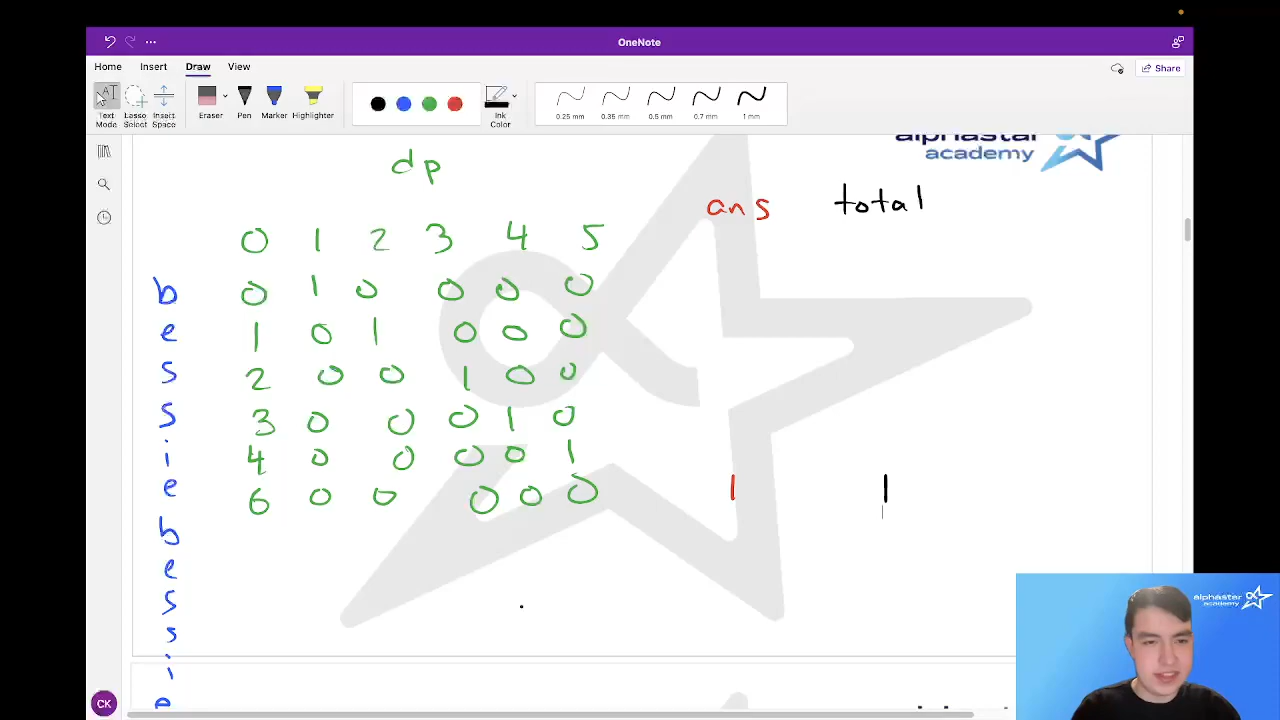 OneNote
Home Insert Draw View
Share
Text Mode
Lasso Select
Insert Space
Eraser
Pen
Marker
Highlighter
Ink Color
0.25 mm
0.35 mm
0.5 mm
0.7 mm
1 mm
alphastar
academy
dp
ans total
0 1 2 3 4 5
b 0 1 0 0 0 0
e 1 0 1 0 0 0
s 2 0 0 1 0 0
s 3 0 0 0 1 0
i 4 0 0 0 0 1
e 6 0 0 0 0 0 1 1
b
e
s
s
i
e
alphastar
academy
CK